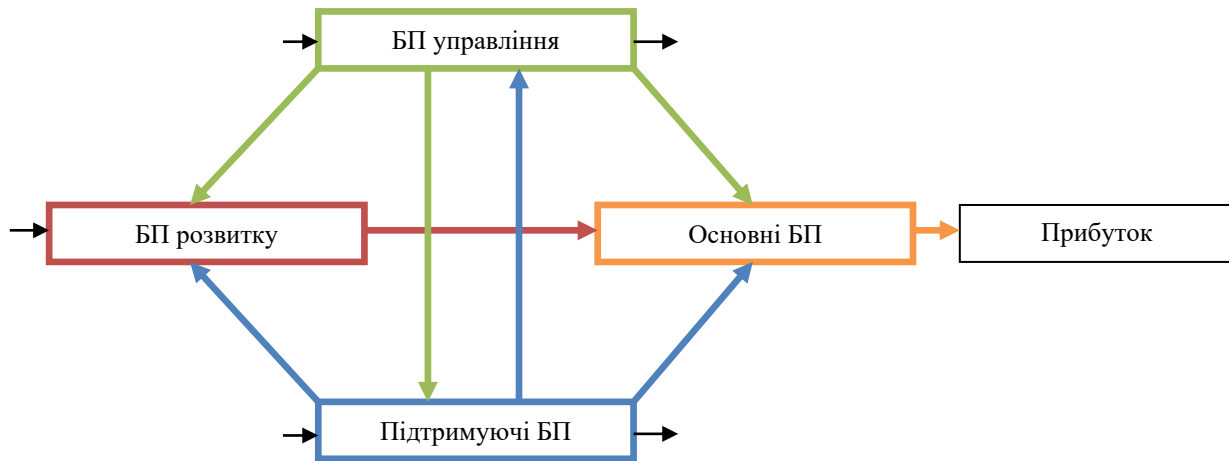 БП управління
БП розвитку
Основні БП
Прибуток
Підтримуючі БП